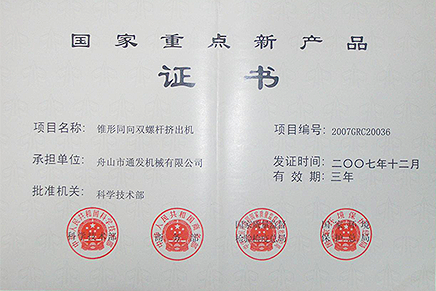 国家重点新产品
证书
项目名称: 锥形同向双螺杆挤出机
项目编号: 2007GRC20036
承担单位: 舟山市通发机械有限公司
发证时间: 二〇〇七年十二月
有效期: 三年
批准机关: 科学技术部